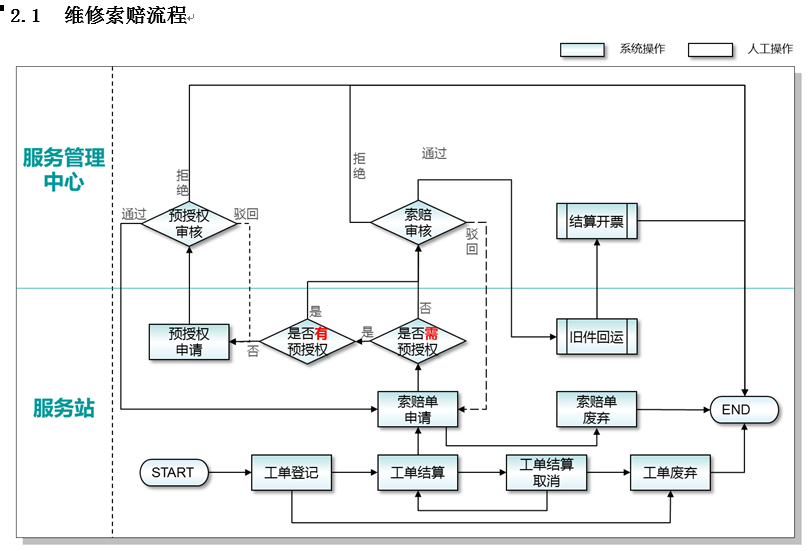 2.1 维修索赔流程
系统操作
人工操作
服务管理
中心
拒
绝
拒
绝
通过
通过
预授权
审核
驳回
索赔
审核
驳
回
结算开票
是
否
预授权
申请
否
是否有
预授权
是
是否需
预授权
旧件回运
服务站
索赔单
申请
索赔单
废弃
END
START
工单登记
工单结算
工单结算
取消
工单废弃